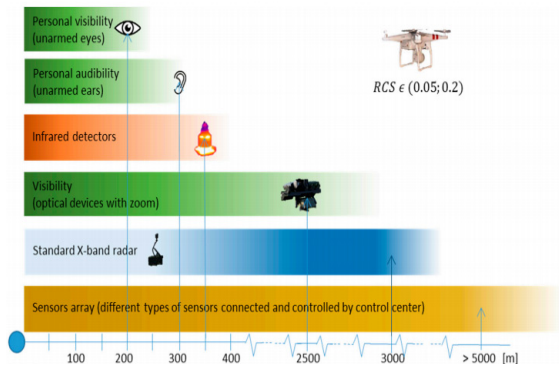 Personal visibility
(unarmed eyes)
Personal audibility
(unarmed ears)
RCS ϵ (0.05; 0.2)
Infrared detectors
Visibility
(optical devices with zoom)
Standard X-band radar
Sensors array (different types of sensors connected and controlled by control center)
100 200 300 400 2500 3000 > 5000 [m]